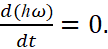 d(hω)/dt = 0.